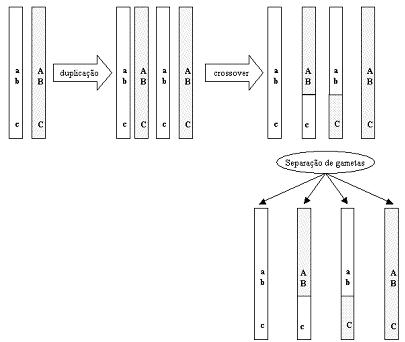 a A
b B
c C
duplicação
a A a A
b B b B
c C c C
crossover
a A a A
b B b B
c c C C
Separação de gametas
a A a A
b B b B
c c C C